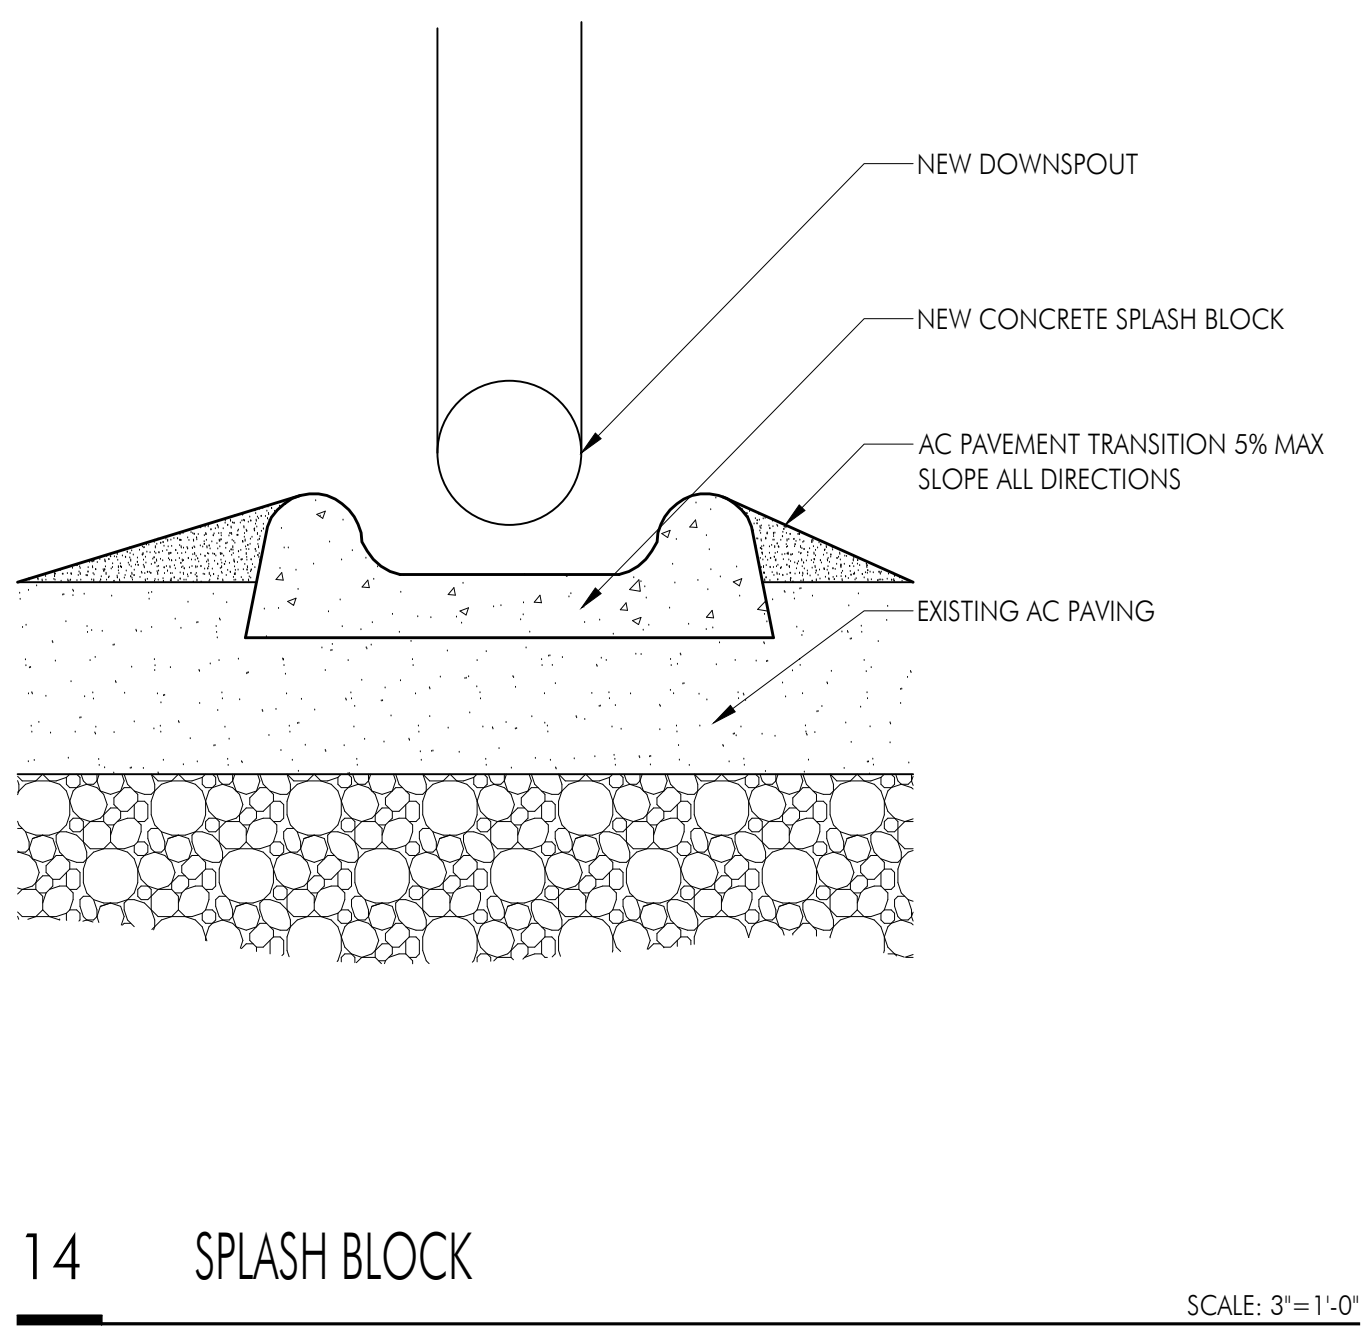 NEW DOWNSPOUT
NEW CONCRETE SPLASH BLOCK
AC PAVEMENT TRANSITION 5% MAX
SLOPE ALL DIRECTIONS
EXISTING AC PAVING
14 SPLASH BLOCK
SCALE: 3"=1'-0"